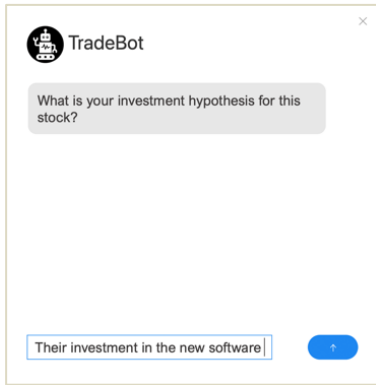 TradeBot
What is your investment hypothesis for this
stock?
Their investment in the new software